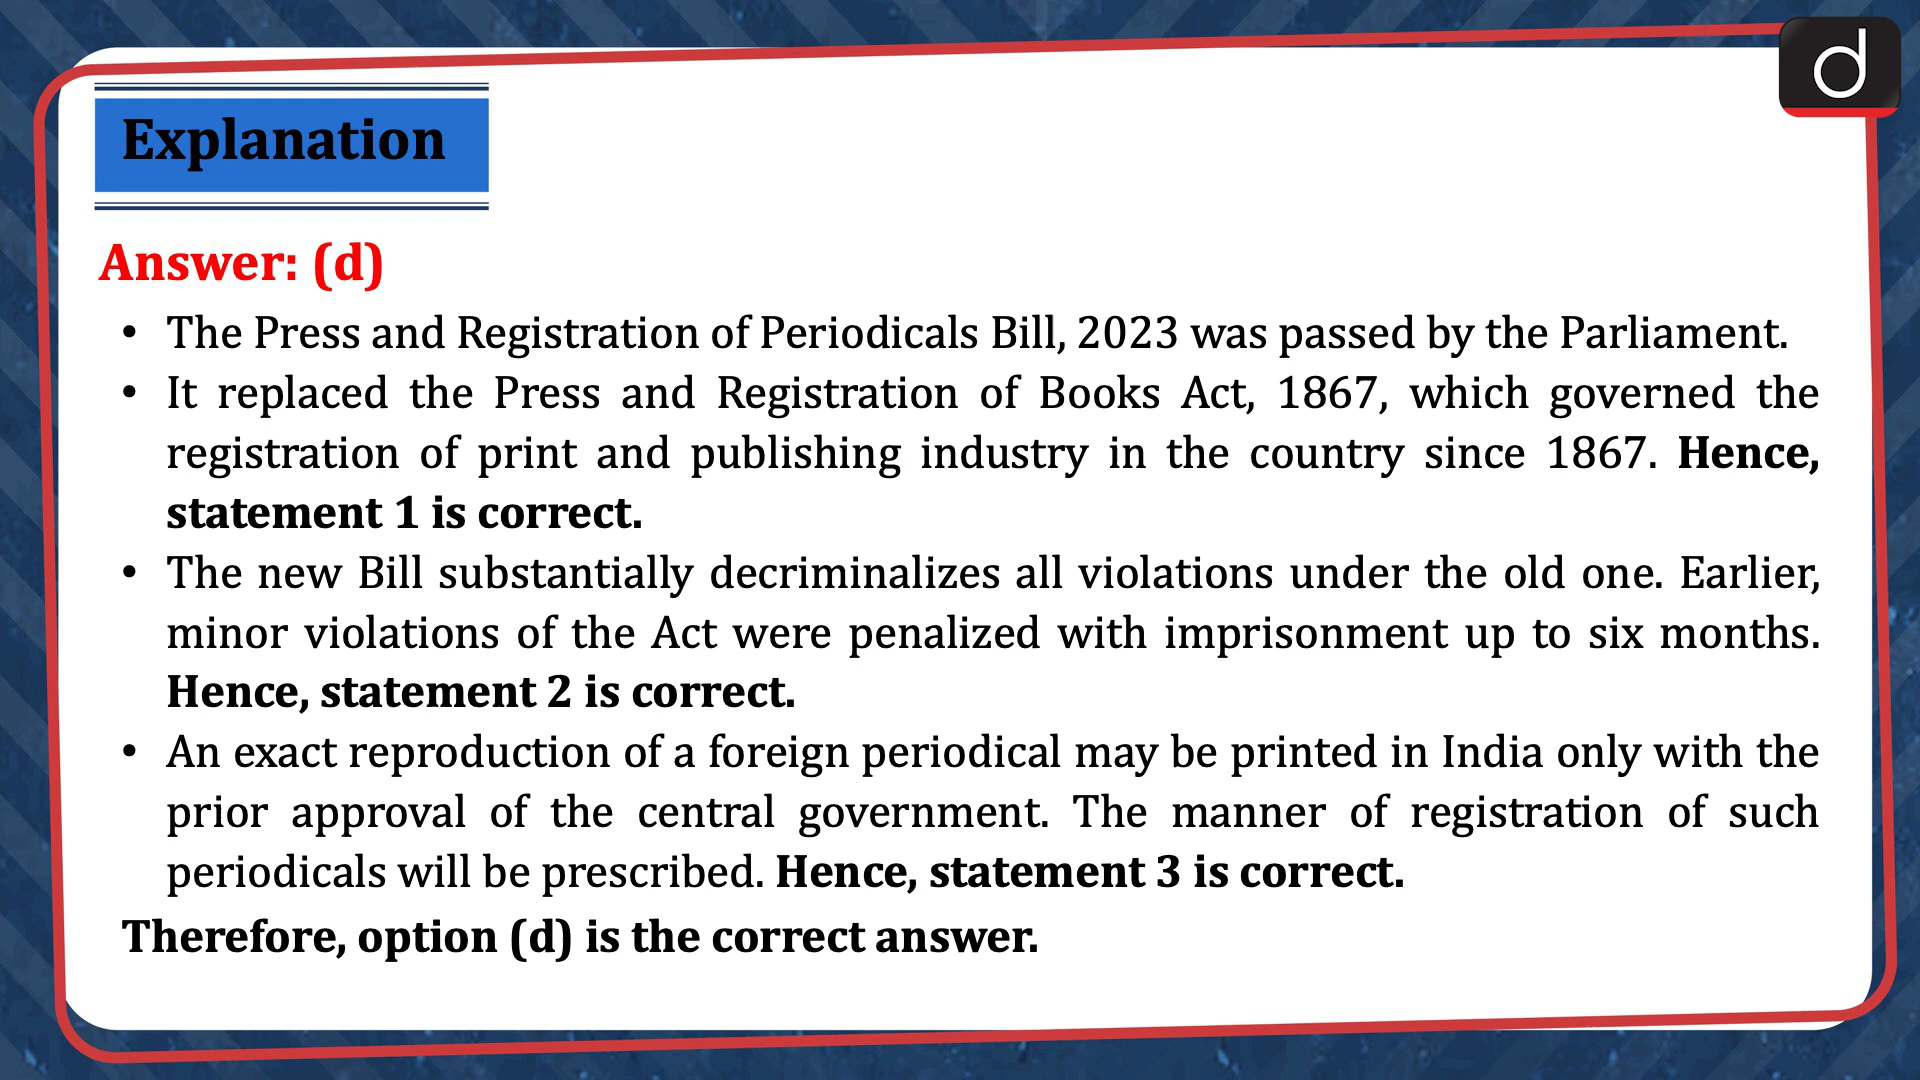 d
Explanation
Answer: (d)
• The Press and Registration of Periodicals Bill, 2023 was passed by the Parliament.
• It replaced the Press and Registration of Books Act, 1867, which governed the
registration of print and publishing industry in the country since 1867. Hence,
statement 1 is correct.
• The new Bill substantially decriminalizes all violations under the old one. Earlier,
minor violations of the Act were penalized with imprisonment up to six months.
Hence, statement 2 is correct.
• An exact reproduction of a foreign periodical may be printed in India only with the
prior approval of the central government. The manner of registration of such
periodicals will be prescribed. Hence, statement 3 is correct.
Therefore, option (d) is the correct answer.